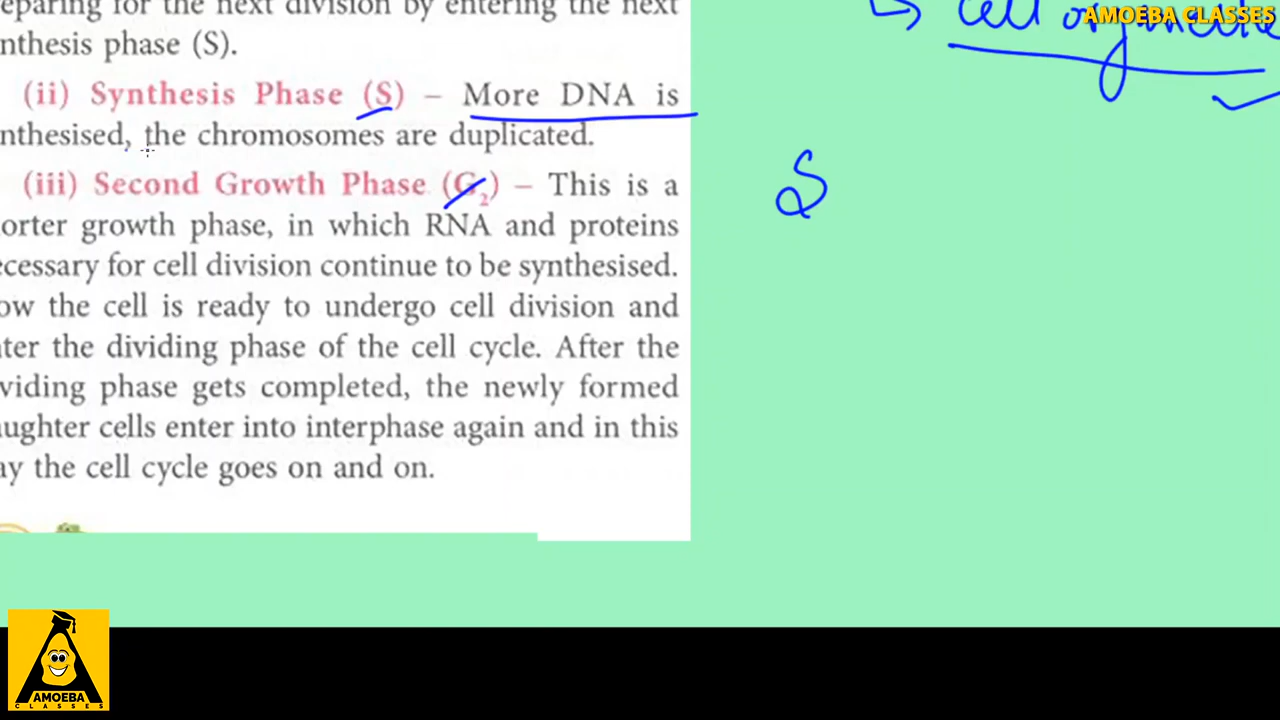 eparing for the next division by entering the next
nthesis phase (S).
(ii) Synthesis Phase (S) – More DNA is
nthesised, the chromosomes are duplicated.
(iii) Second Growth Phase (G2) – This is a
orter growth phase, in which RNA and proteins
ecessary for cell division continue to be synthesised.
ow the cell is ready to undergo cell division and
nter the dividing phase of the cell cycle. After the
viding phase gets completed, the newly formed
aughter cells enter into interphase again and in this
ay the cell cycle goes on and on.
→ cell organelle
AMOEBA CLASSES
S
AMOEBA
CLASSES